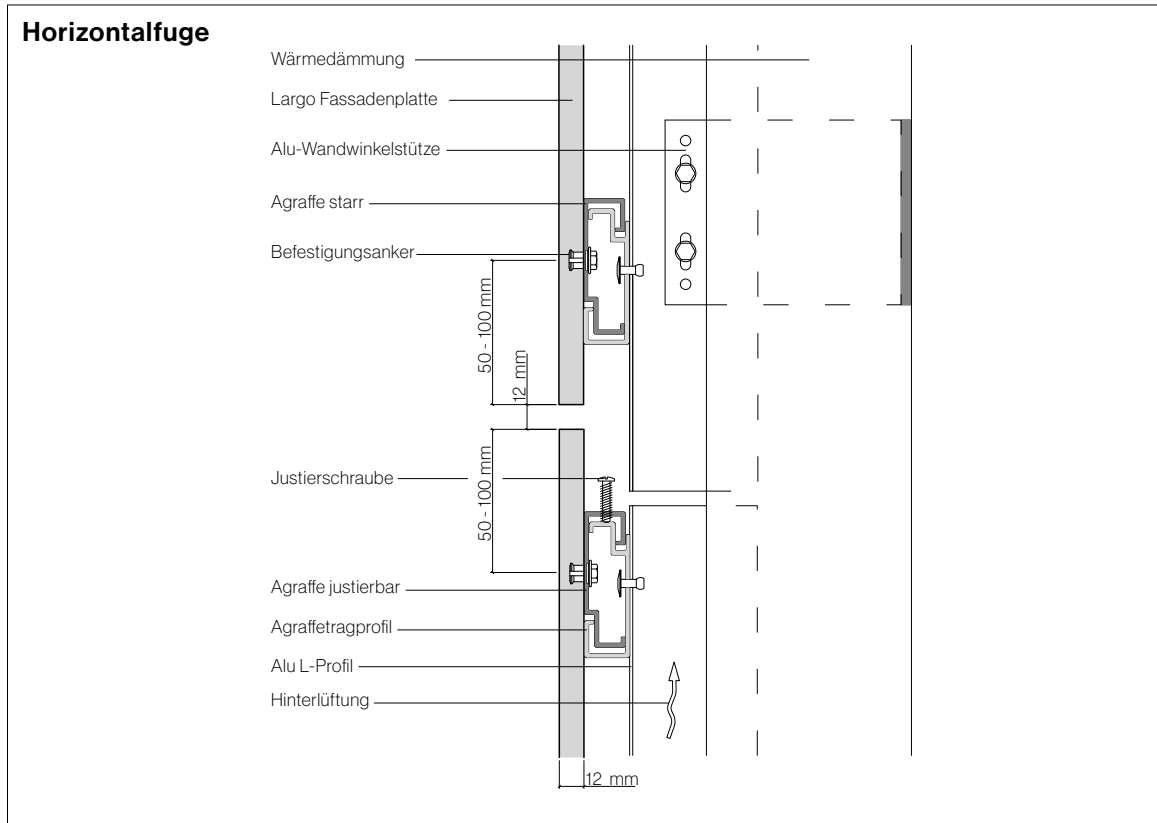 Horizontalfuge
Wärmedämmung
Largo Fassadenplatte
Alu-Wandwinkelstütze
Agraffe starr
Befestigungsanker
50 - 100 mm
12 mm
50 - 100 mm
Justierschraube
Agraffe justierbar
Agraffetragprofil
Alu L-Profil
Hinterlüftung
12 mm